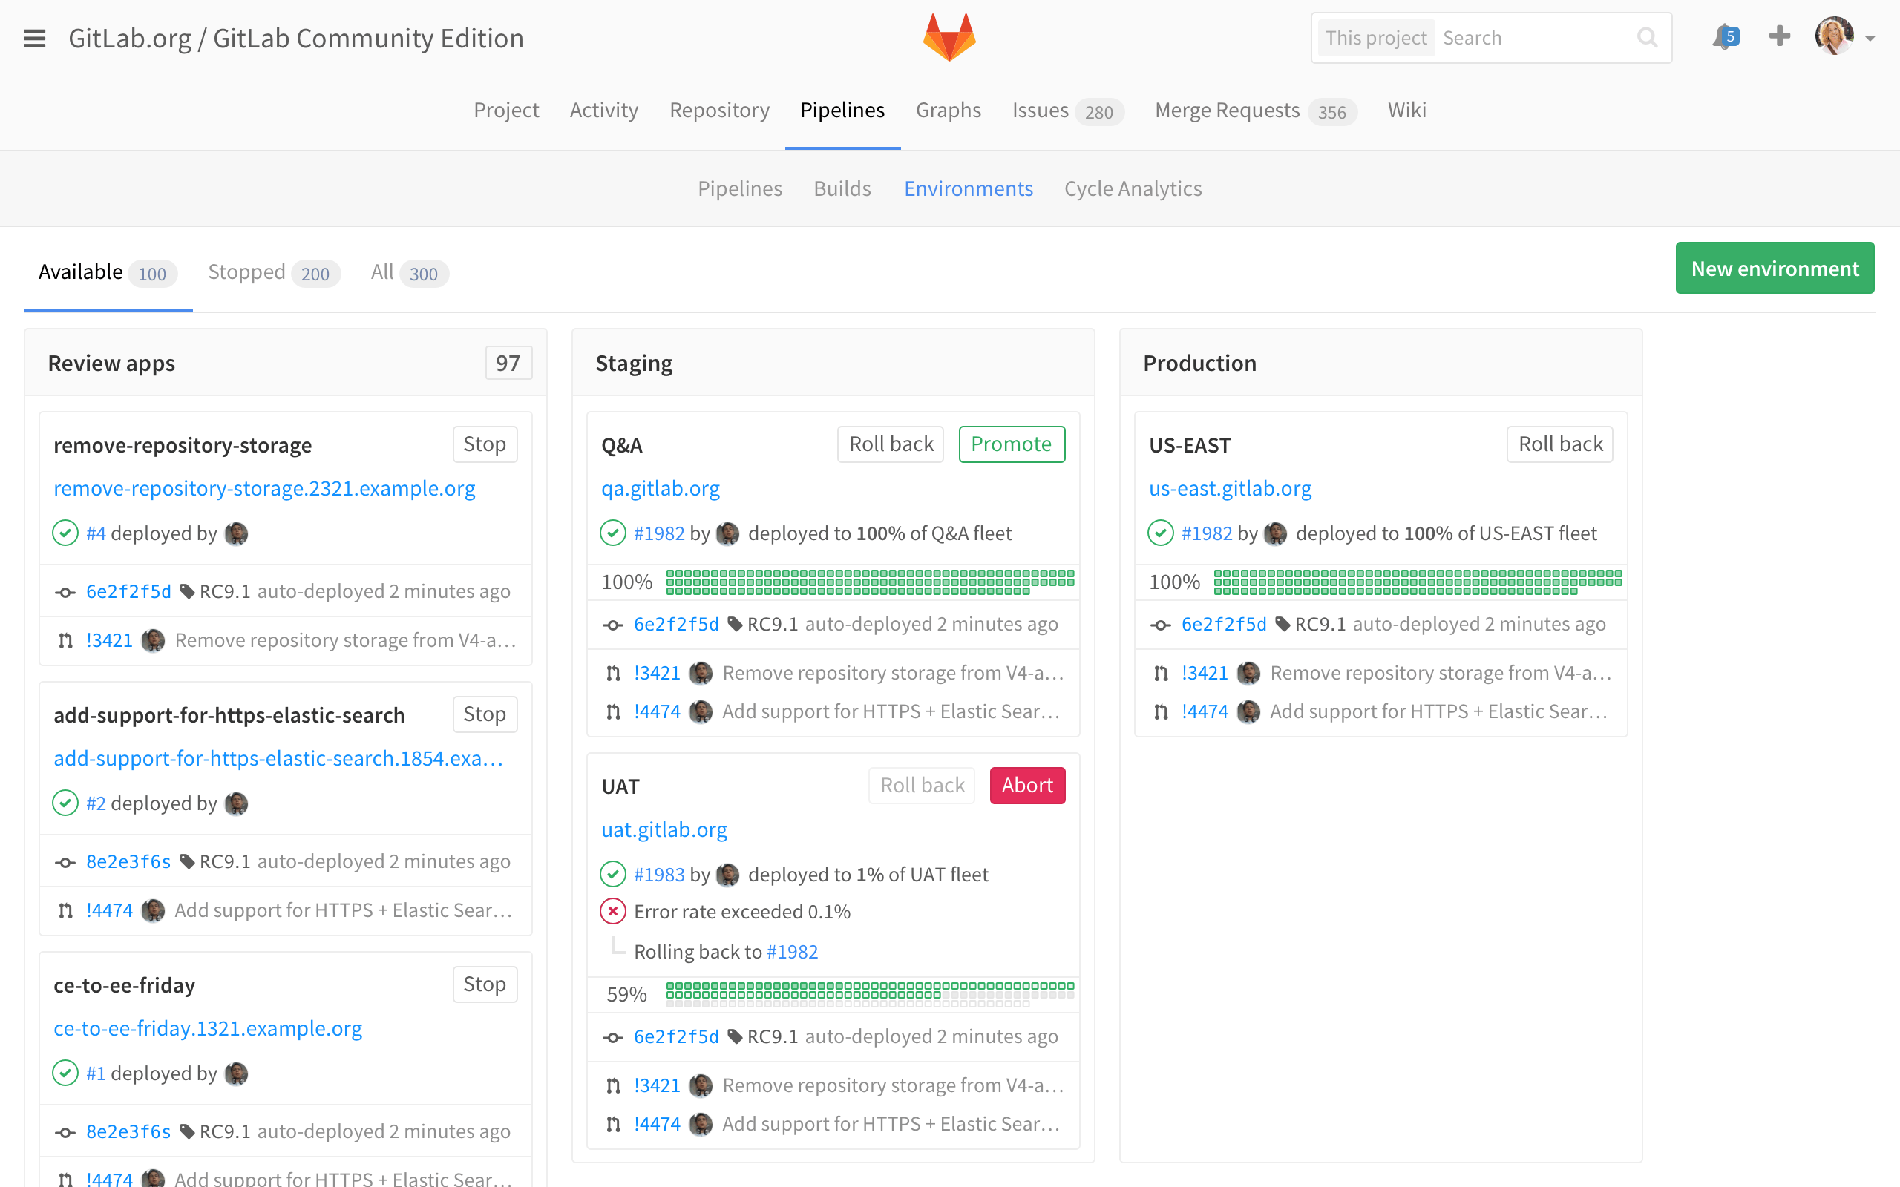 GitLab.org / GitLab Community Edition
This project Search
5
Project Activity Repository Pipelines Graphs Issues 280 Merge Requests 356 Wiki
Pipelines Builds Environments Cycle Analytics
Available 100 Stopped 200 All 300
New environment
Review apps 97
remove-repository-storage Stop
remove-repository-storage.2321.example.org
#4 deployed by
6e2f2f5d RC9.1 auto-deployed 2 minutes ago
!3421 Remove repository storage from V4-a...
add-support-for-https-elastic-search Stop
add-support-for-https-elastic-search.1854.exa...
#2 deployed by
8e2e3f6s RC9.1 auto-deployed 2 minutes ago
!4474 Add support for HTTPS + Elastic Sear...
ce-to-ee-friday Stop
ce-to-ee-friday.1321.example.org
#1 deployed by
8e2e3f6s RC9.1 auto-deployed 2 minutes ago
!4474 Add support for HTTPS + Elastic Sear...
Staging
Q&A Roll back Promote
qa.gitlab.org
#1982 by deployed to 100% of Q&A fleet
100%
6e2f2f5d RC9.1 auto-deployed 2 minutes ago
!3421 Remove repository storage from V4-a...
!4474 Add support for HTTPS + Elastic Sear...
UAT Roll back Abort
uat.gitlab.org
#1983 by deployed to 1% of UAT fleet
Error rate exceeded 0.1%
Rolling back to #1982
59%
6e2f2f5d RC9.1 auto-deployed 2 minutes ago
!3421 Remove repository storage from V4-a...
!4474 Add support for HTTPS + Elastic Sear...
Production
US-EAST Roll back
us-east.gitlab.org
#1982 by deployed to 100% of US-EAST fleet
100%
6e2f2f5d RC9.1 auto-deployed 2 minutes ago
!3421 Remove repository storage from V4-a...
!4474 Add support for HTTPS + Elastic Sear...